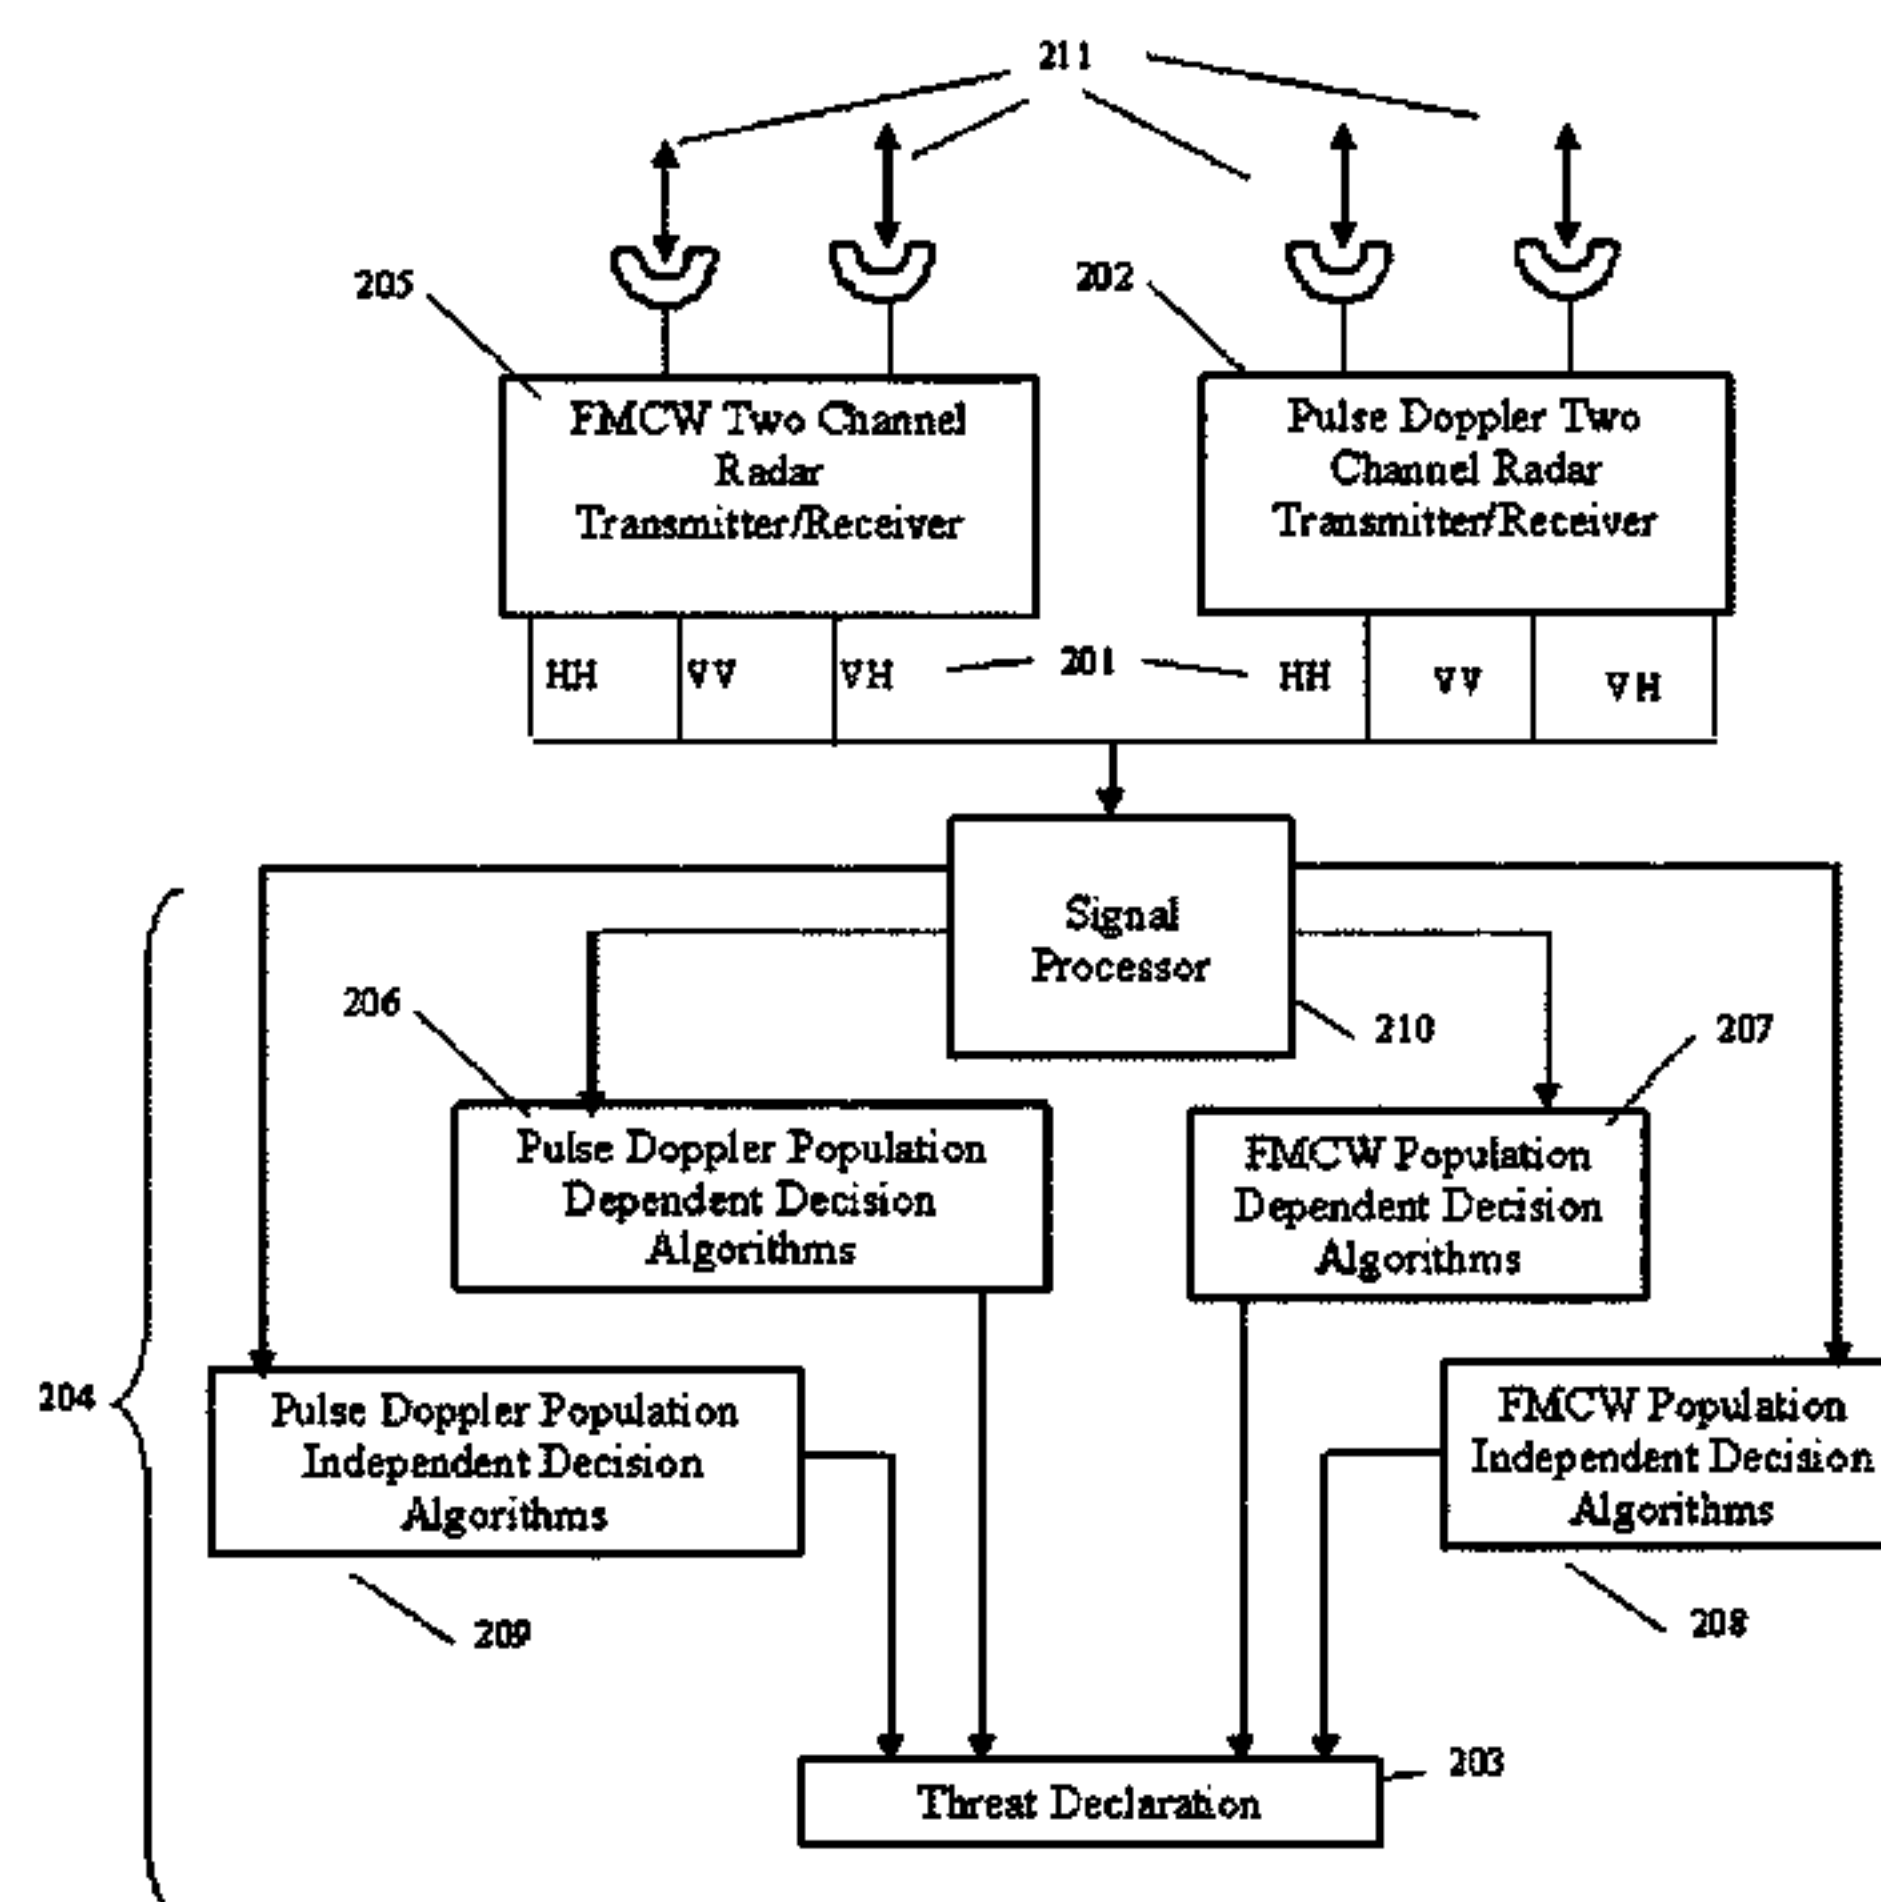 211
205
202
FMCW Two Channel
Radar
Transmitter/Receiver
Pulse Doppler Two
Channel Radar
Transmitter/Receiver
HH
VV
VH
201
HH
VV
VH
Signal
Processor
206
210
207
Pulse Doppler Population
Dependent Decision
Algorithms
FMCW Population
Dependent Decision
Algorithms
204
Pulse Doppler Population
Independent Decision
Algorithms
FMCW Population
Independent Decision
Algorithms
209
208
203
Threat Declaration